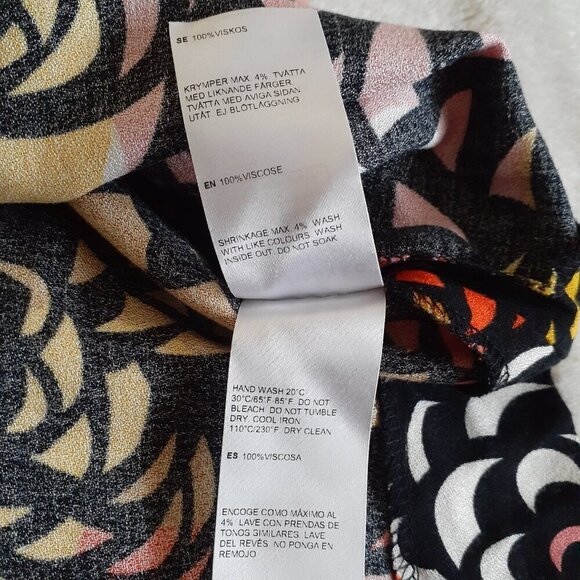 SE 100%VISKOS
KRYMPER MAX. 4%. TVÄTTA
MED LIKNANDE FÄRGER
TVÄTTA MED AVIGA SIDAN
UTÅT. EJ BLÖTLÄGGNING
EN 100%VISCOSE
SHRINKAGE MAX. 4% WASH
WITH LIKE COLOURS. WASH
INSIDE OUT. DO NOT SOAK
HAND WASH 20°C
30°C/65°F-85°F. DO NOT
BLEACH. DO NOT TUMBLE
DRY. COOL IRON
110°C/230°F. DRY CLEAN
ES 100%VISCOSA
ENCOGE COMO MÁXIMO AL
4%. LAVE CON PRENDAS DE
TONOS SIMILARES. LAVE
DEL REVÉS. NO PONGA EN
REMOJO